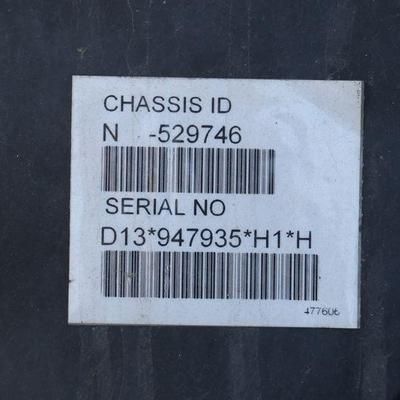 CHASSIS ID
N -529746
SERIAL NO
D13*947935*H1*H
477606